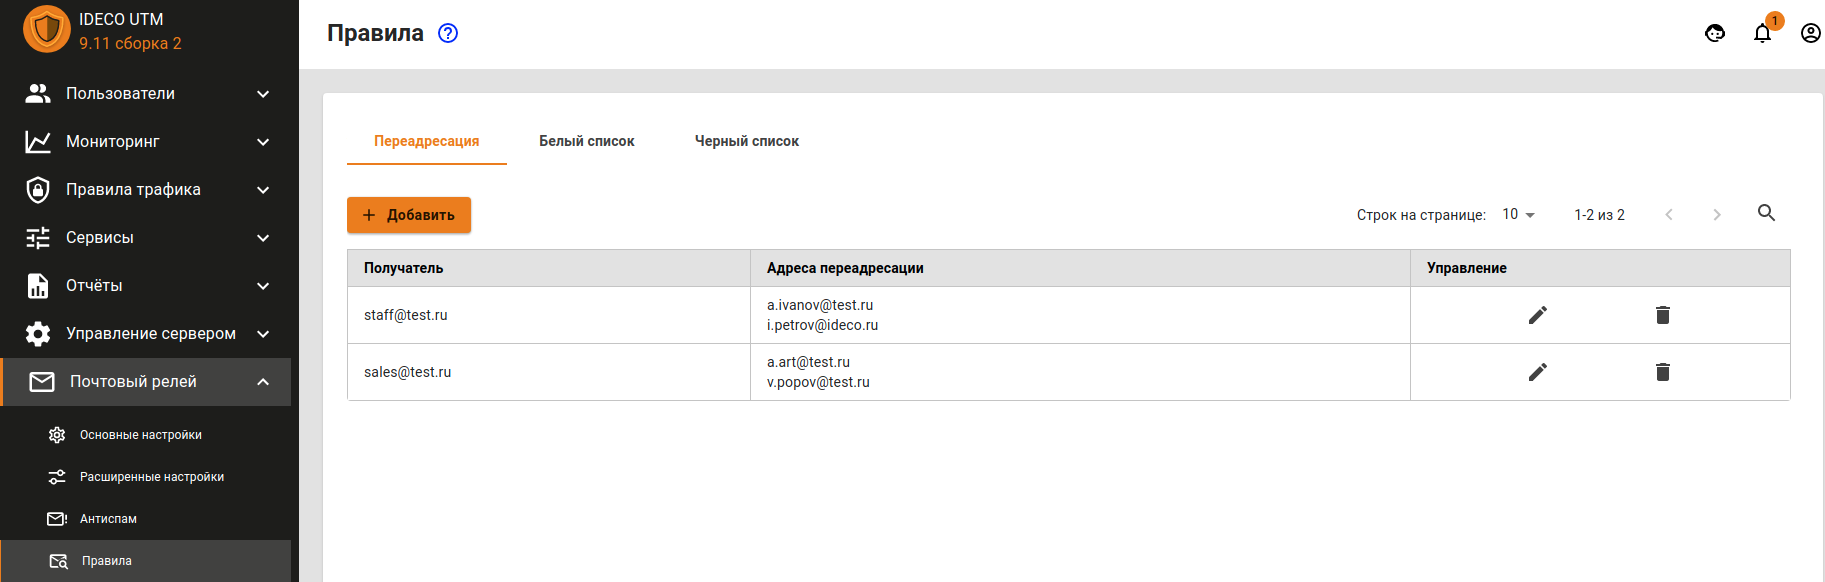 IDECO UTM
9.11 сборка 2
Пользователи
Мониторинг
Правила трафика
Сервисы
Отчёты
Управление сервером
Почтовый релей
Основные настройки
Расширенные настройки
Антиспам
Правила
Правила
1
Переадресация Белый список Черный список
Добавить
Строк на странице: 10 1-2 из 2
Получатель Адреса переадресации Управление
staff@test.ru
a.ivanov@test.ru
i.petrov@ideco.ru
sales@test.ru
a.art@test.ru
v.popov@test.ru